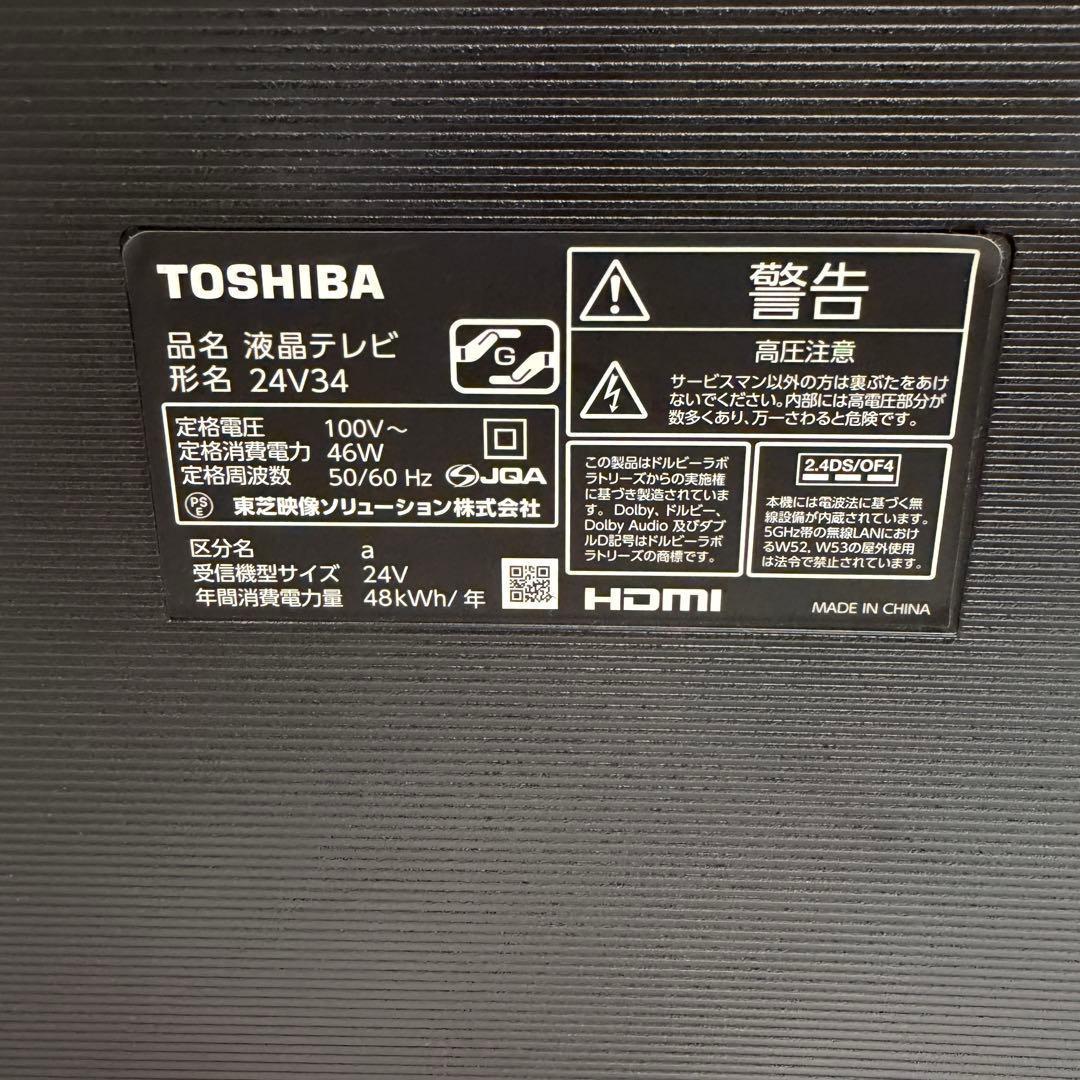 TOSHIBA
品名 液晶テレビ
形名 24V34
G
定格電圧 100V～
定格消費電力 46W
定格周波数 50/60 Hz
JQA
PS
E
東芝映像ソリューション株式会社
区分名 a
受信機型サイズ 24V
年間消費電力量 48kWh/年
警告
高圧注意
サービスマン以外の方は裏ぶたをあけ
ないでください。内部には高電圧部分が
数多くあり、万一さわると危険です。
この製品はドルビーラボ
ラトリーズからの実施権
に基づき製造されていま
す。Dolby、ドルビー、
Dolby Audio 及びダブ
ルD記号はドルビーラボ
ラトリーズの商標です。
2.4DS/OF4
本機には電波法に基づく無
線設備が内蔵されています。
5GHz帯の無線LANにおけ
るW52, W53の屋外使用
は法令で禁止されています。
HDMI
MADE IN CHINA